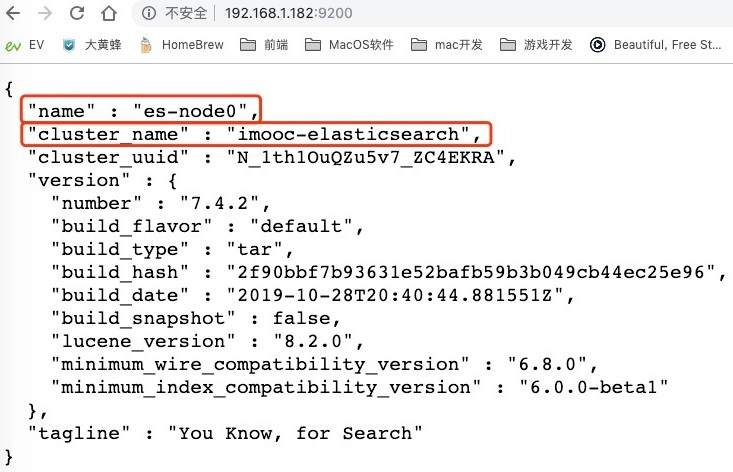 不安全 192.168.1.182:9200
EV 大黄蜂 HomeBrew 前端 MacOS软件 mac开发 游戏开发 Beautiful, Free St...
{
"name" : "es-node0",
"cluster_name" : "imooc-elasticsearch",
"cluster_uuid" : "N_1th1OuQZu5v7_ZC4EKRA",
"version" : {
"number" : "7.4.2",
"build_flavor" : "default",
"build_type" : "tar",
"build_hash" : "2f90bbf7b93631e52bafb59b3b049cb44ec25e96",
"build_date" : "2019-10-28T20:40:44.881551Z",
"build_snapshot" : false,
"lucene_version" : "8.2.0",
"minimum_wire_compatibility_version" : "6.8.0",
"minimum_index_compatibility_version" : "6.0.0-beta1"
},
"tagline" : "You Know, for Search"
}